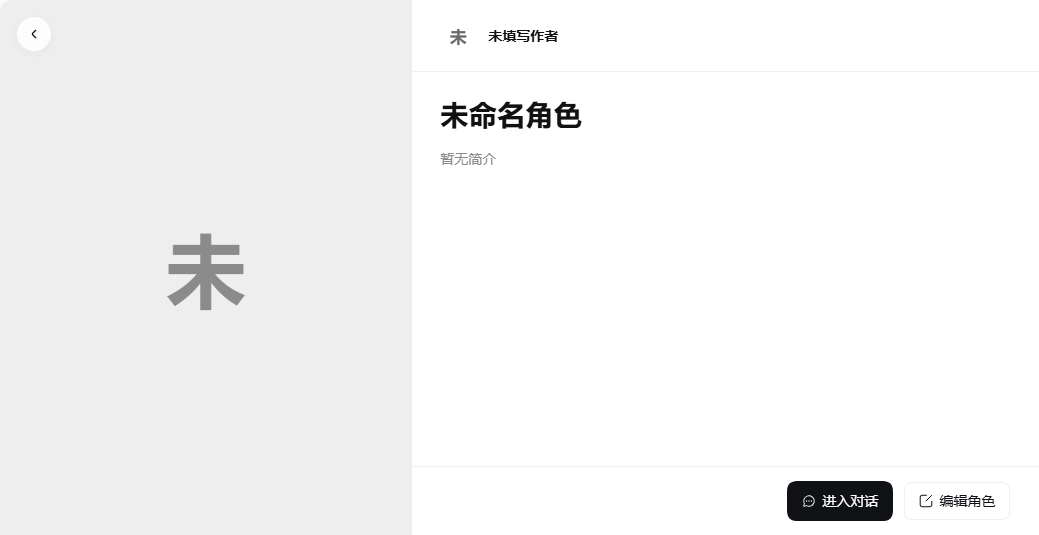 未
未填写作者
未命名角色
暂无简介
未
进入对话
编辑角色